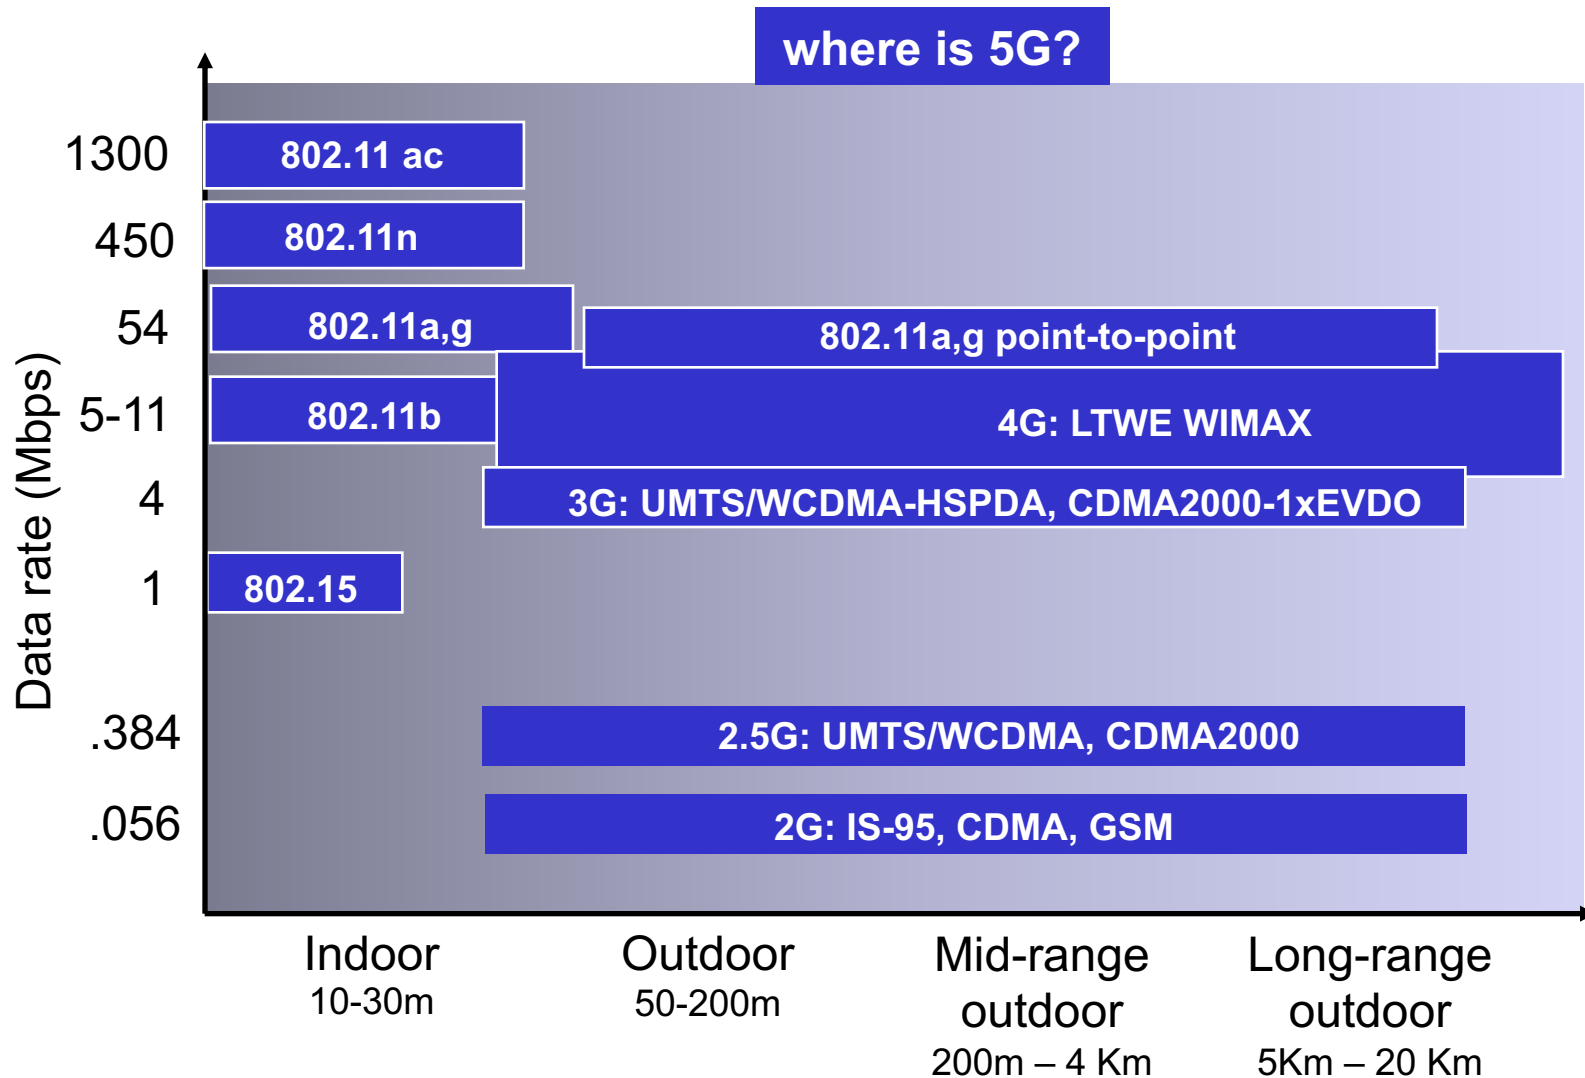 where is 5G?
1300
802.11 ac
450
802.11n
54
802.11a,g
802.11a,g point-to-point
5-11
802.11b
4G: LTWE WIMAX
4
3G: UMTS/WCDMA-HSPDA, CDMA2000-1xEVDO
1
802.15
.384
2.5G: UMTS/WCDMA, CDMA2000
.056
2G: IS-95, CDMA, GSM
Data rate (Mbps)
Indoor
10-30m
Outdoor
50-200m
Mid-range
outdoor
200m – 4 Km
Long-range
outdoor
5Km – 20 Km